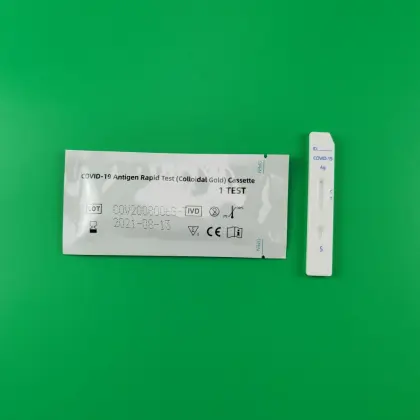 COVID-19 Antigen Rapid Test (Colloidal Gold) Cassette
1 TEST
LOT
IVD
2021-08-13
CE
COVID-19
Ag
C
S